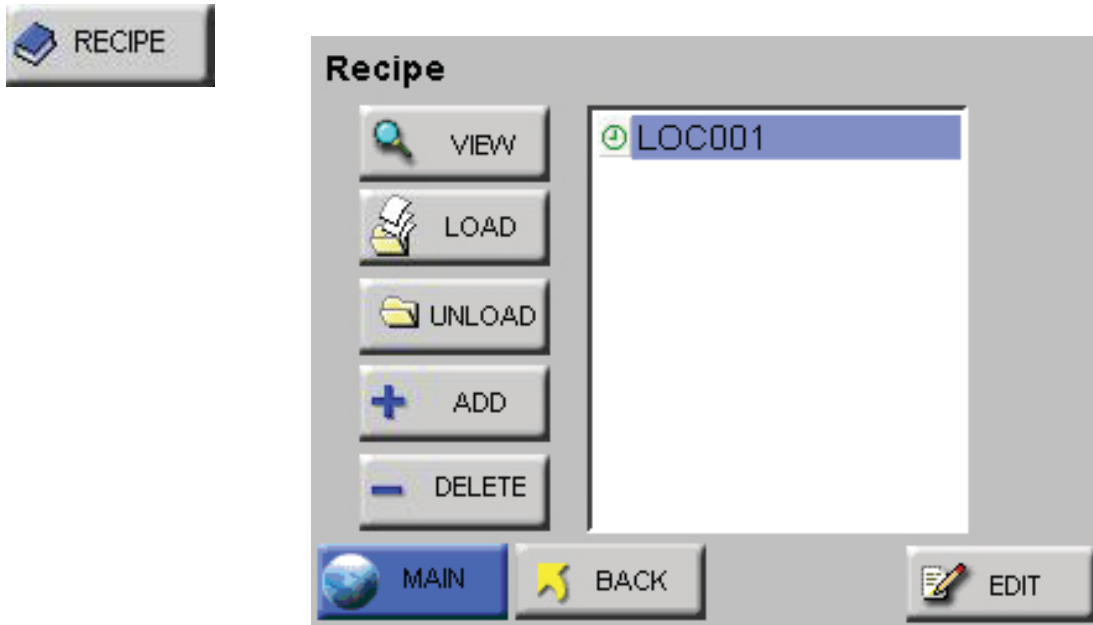 RECIPE
Recipe
VIEW
LOC001
LOAD
UNLOAD
ADD
DELETE
MAIN
BACK
EDIT